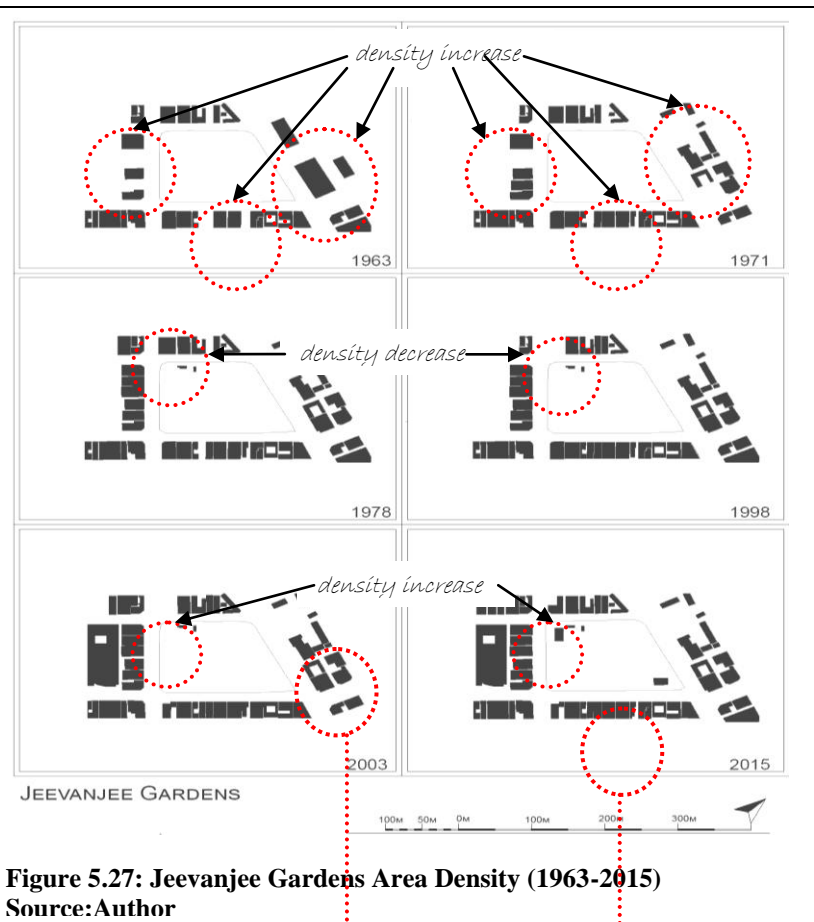 density increase
1963
1971
density decrease
1978
1998
density increase
2003
2015
JEEVANJEE GARDENS
100M 50M 0M 100M 200M 300M
Figure 5.27: Jeevanjee Gardens Area Density (1963-2015)
Source:Author